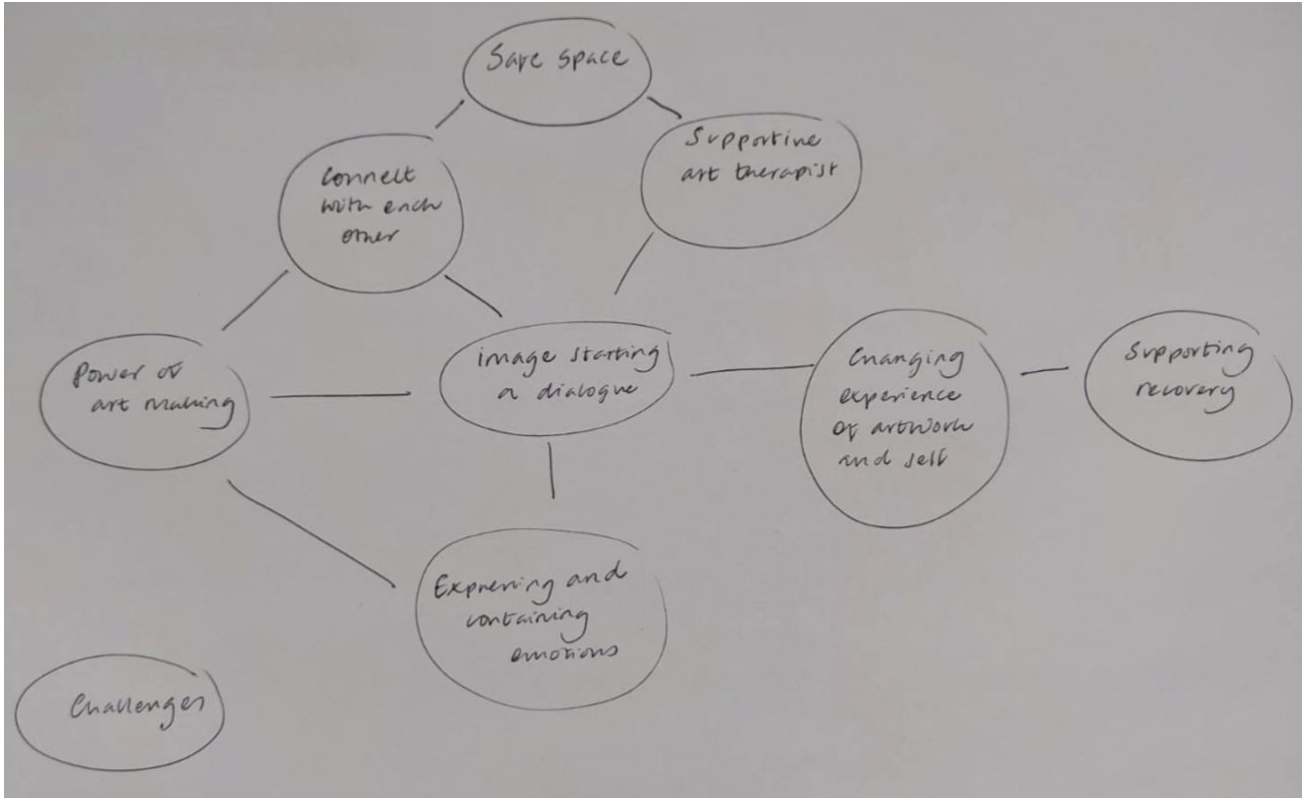 Safe space
Supportive
art therapist
Connect
with each
other
Power of
art making
image starting
a dialogue
Changing
experience
of artwork
and self
Supporting
recovery
Expressing and
containing
emotions
Challenges